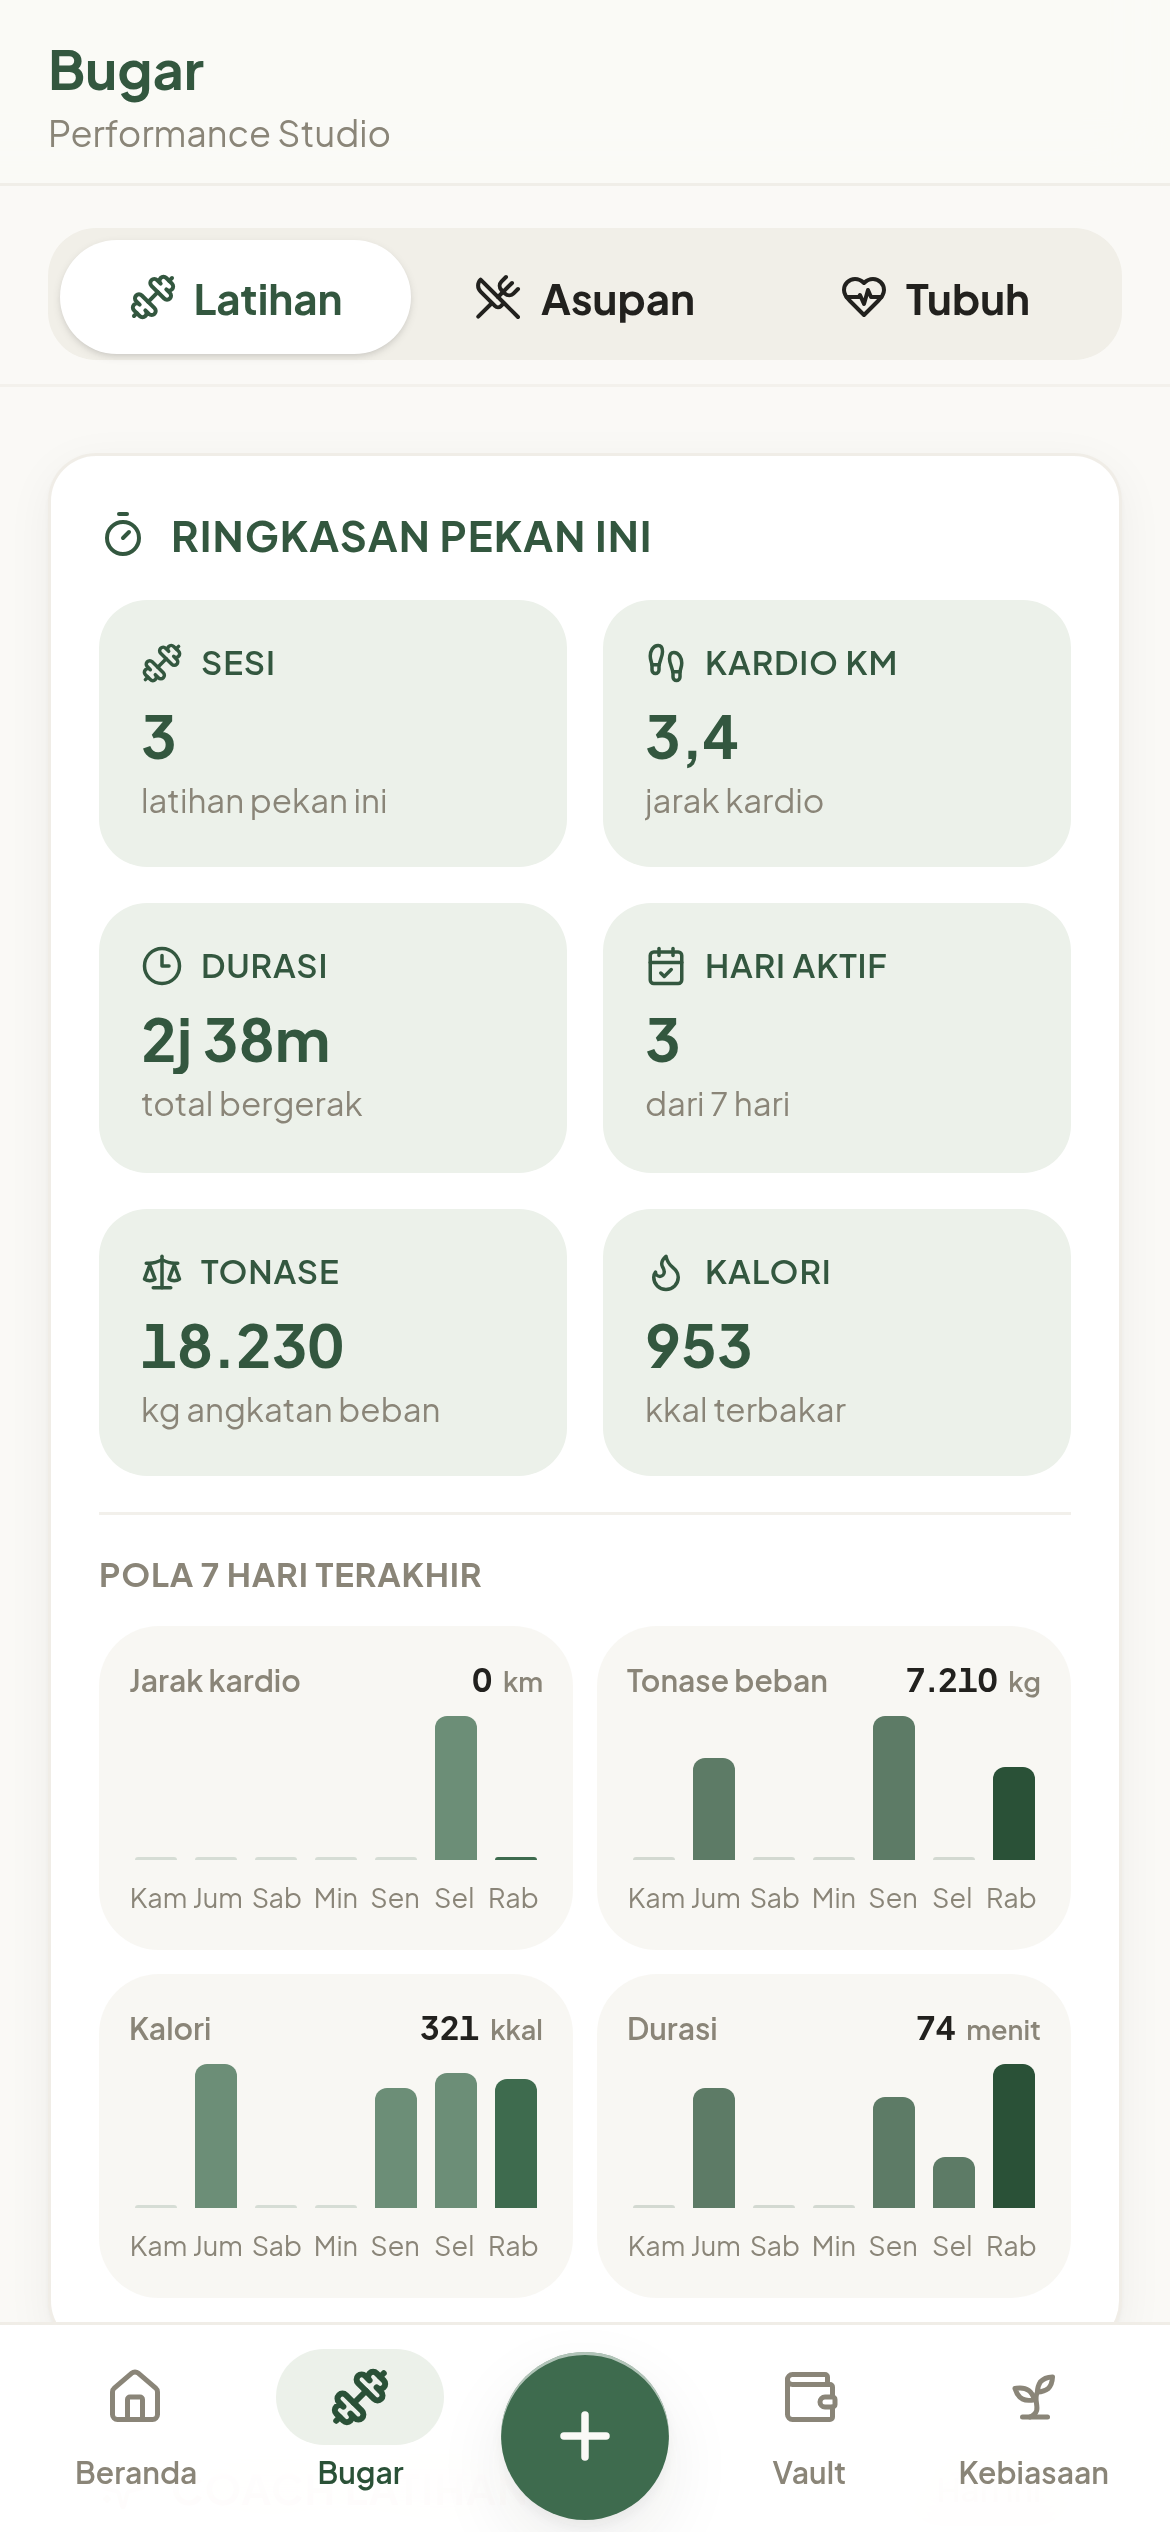 Bugar
Performance Studio
Latihan
Asupan
Tubuh
RINGKASAN PEKAN INI
SESI
3
latihan pekan ini
KARDIO KM
3,4
jarak kardio
DURASI
2j 38m
total bergerak
HARI AKTIF
3
dari 7 hari
TONASE
18.230
kg angkatan beban
KALORI
953
kkal terbakar
POLA 7 HARI TERAKHIR
Jarak kardio 0 km
Kam Jum Sab Min Sen Sel Rab
Tonase beban 7.210 kg
Kam Jum Sab Min Sen Sel Rab
Kalori 321 kkal
Kam Jum Sab Min Sen Sel Rab
Durasi 74 menit
Kam Jum Sab Min Sen Sel Rab
Beranda
Bugar
Vault
Kebiasaan